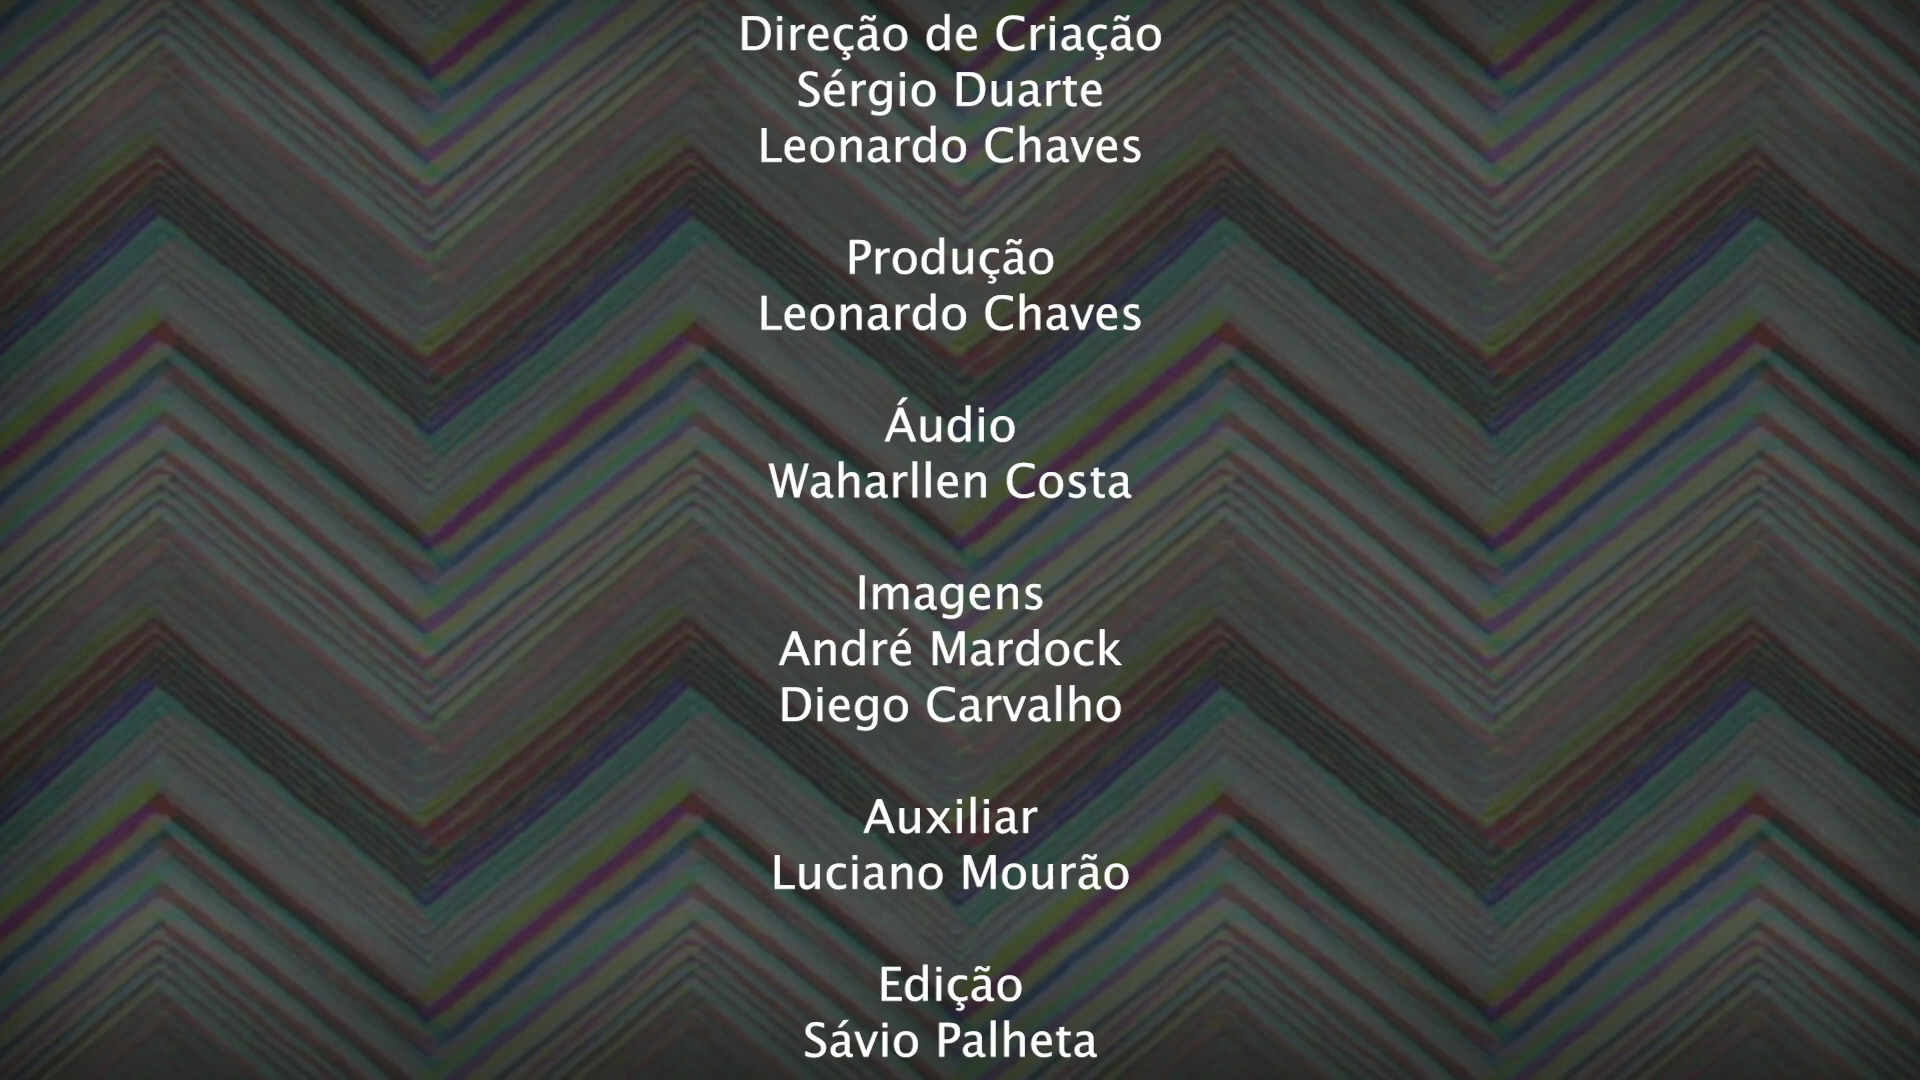 Direção de Criação
Sérgio Duarte
Leonardo Chaves
Produção
Leonardo Chaves
Áudio
Waharllen Costa
Imagens
André Mardock
Diego Carvalho
Auxiliar
Luciano Mourão
Edição
Sávio Palheta